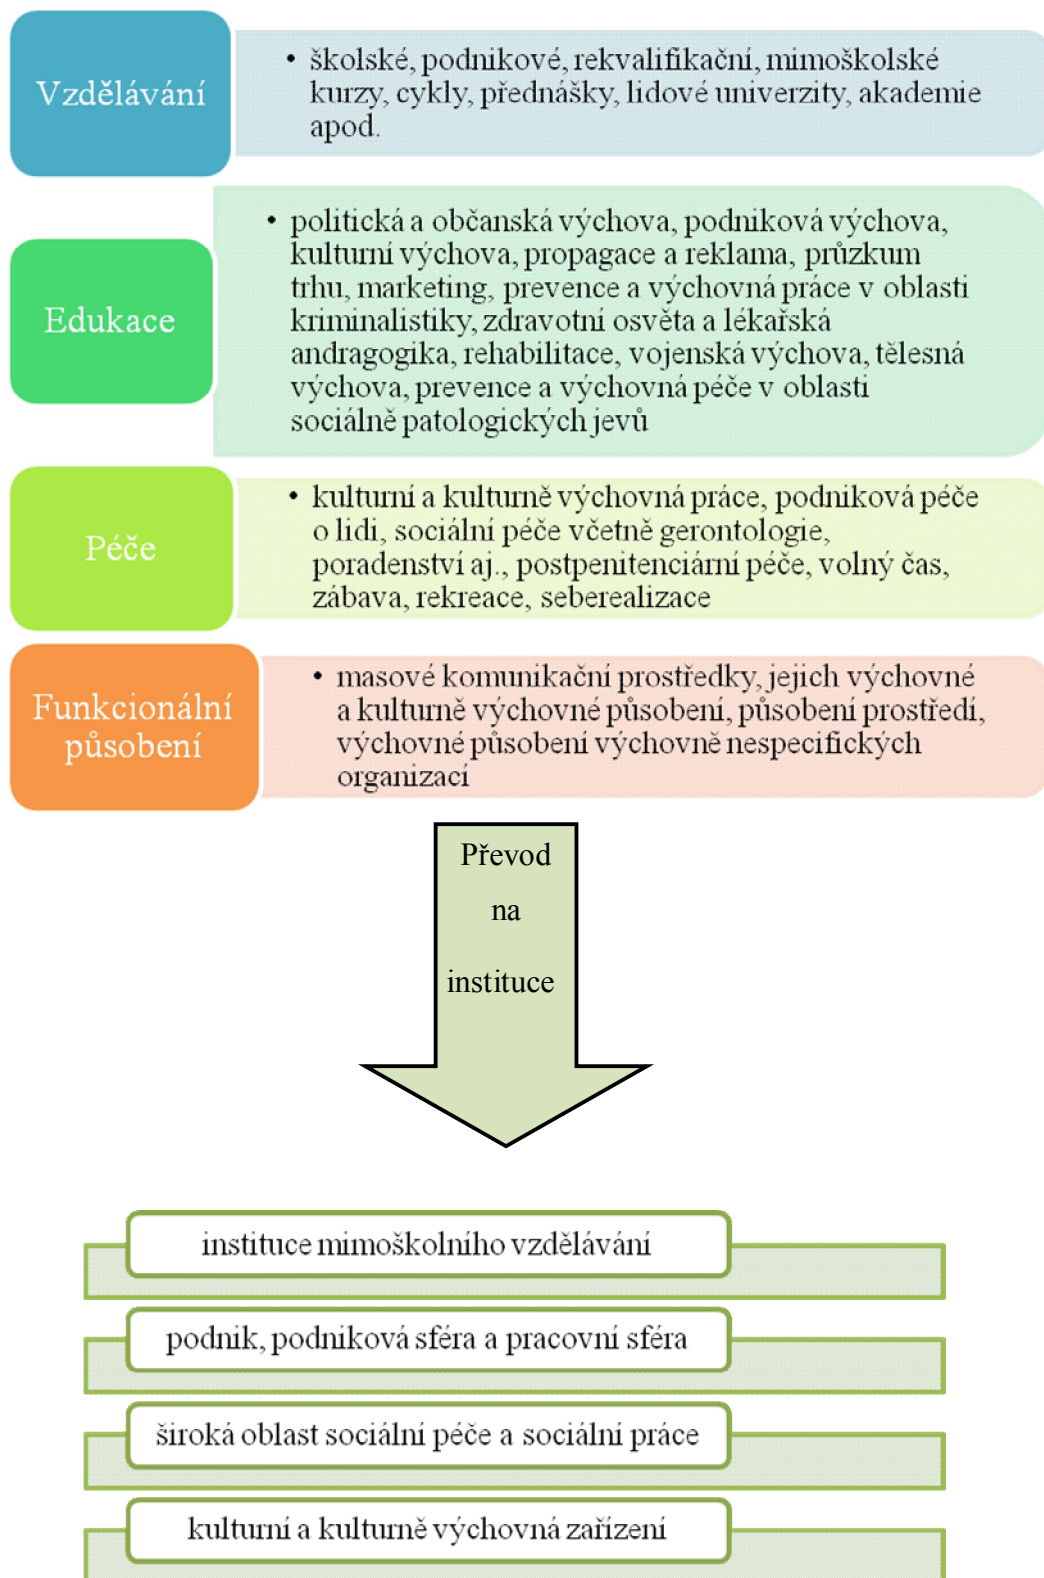 Vzdělávání
• školské, podnikové, rekvalifikační, mimoškolské
kurzy, cykly, přednášky, lidové univerzity, akademie
apod.
Edukace
• politická a občanská výchova, podniková výchova,
kulturní výchova, propagace a reklama, průzkum
trhu, marketing, prevence a výchovná práce v oblasti
kriminalistiky, zdravotní osvěta a lékařská
andragogika, rehabilitace, vojenská výchova, tělesná
výchova, prevence a výchovná péče v oblasti
sociálně patologických jevů
Péče
• kulturní a kulturně výchovná práce, podniková péče
o lidi, sociální péče včetně gerontologie,
poradenství aj., postpenitenciární péče, volný čas,
zábava, rekreace, seberealizace
Funkcionální
působení
• masové komunikační prostředky, jejich výchovné
a kulturně výchovné působení, působení prostředí,
výchovné působení výchovně nespecifických
organizací
Převod
na
instituce
instituce mimoškolního vzdělávání
podnik, podniková sféra a pracovní sféra
široká oblast sociální péče a sociální práce
kulturní a kulturně výchovná zařízení